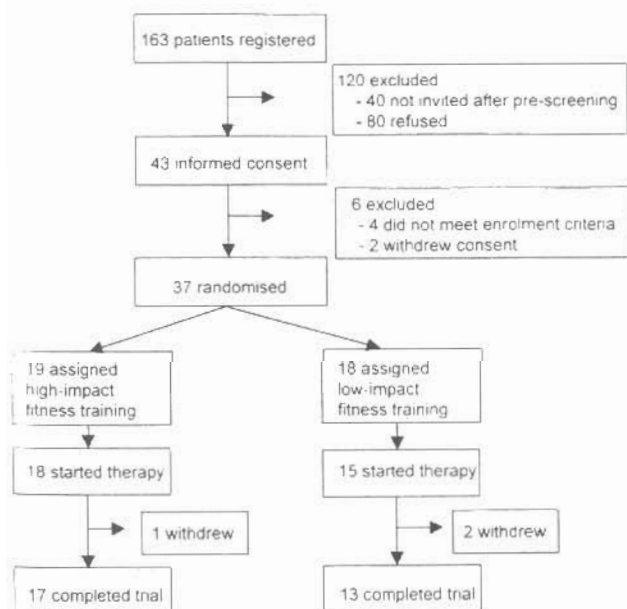 163 patients registered
120 excluded
- 40 not invited after pre-screening
- 80 refused
43 informed consent
6 excluded
- 4 did not meet enrolment criteria
- 2 withdrew consent
37 randomised
19 assigned
high-impact
fitness training
18 assigned
low-impact
fitness training
18 started therapy
15 started therapy
1 withdrew
2 withdrew
17 completed trial
13 completed trial